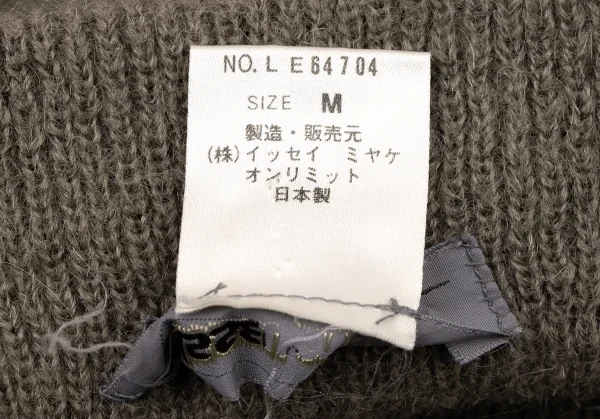 NO. L E 64704
SIZE M
製造・販売元
(株)イッセイ ミヤケ
オンリミット
日本製